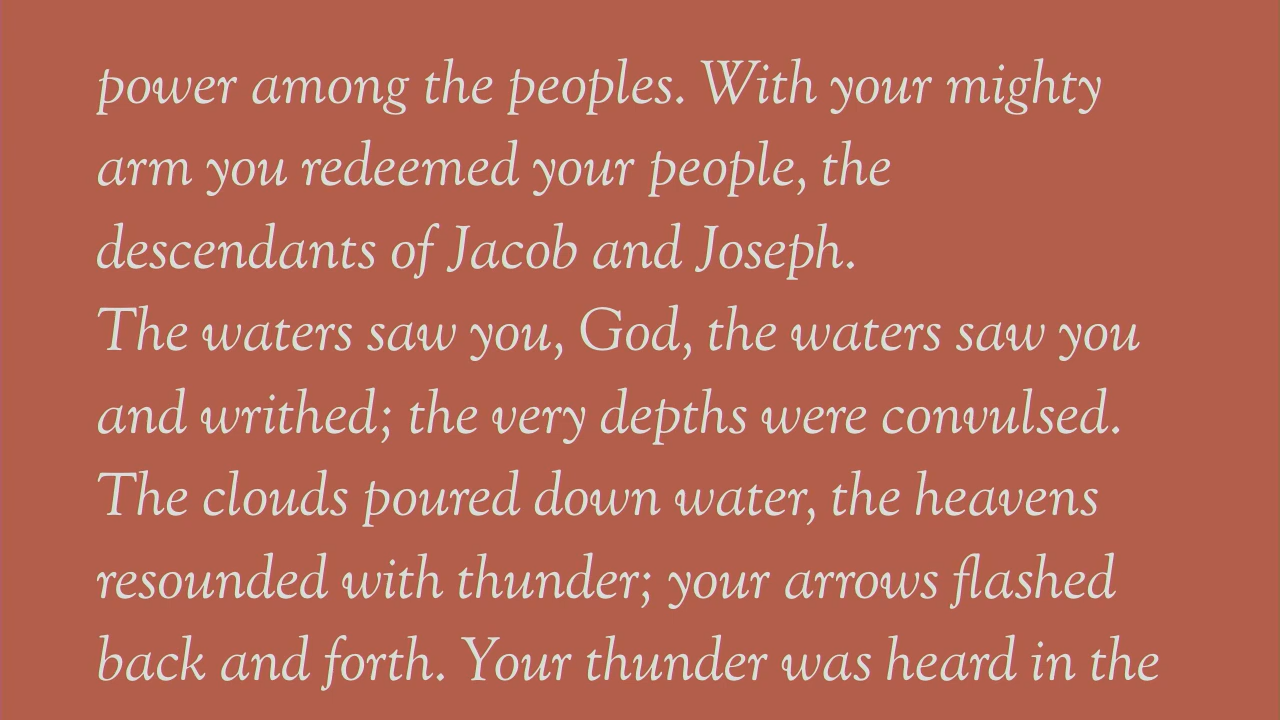 power among the peoples. With your mighty
arm you redeemed your people, the
descendants of Jacob and Joseph.
The waters saw you, God, the waters saw you
and writhed; the very depths were convulsed.
The clouds poured down water, the heavens
resounded with thunder; your arrows flashed
back and forth. Your thunder was heard in the